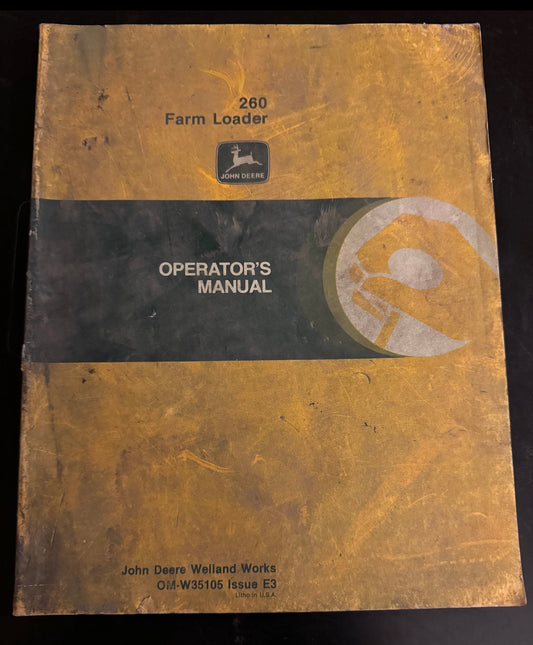 260
Farm Loader
JOHN DEERE
OPERATOR'S
MANUAL
John Deere Welland Works
OM-W35105 Issue E3
Litho in U.S.A.